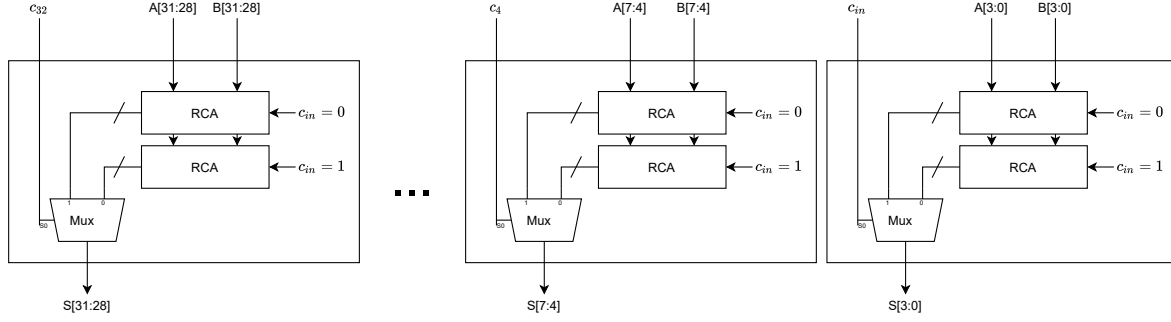 c32 A[31:28] B[31:28] c4 A[7:4] B[7:4] cin A[3:0] B[3:0]
RCA cin = 0 RCA cin = 0 RCA cin = 0
RCA cin = 1 ... RCA cin = 1 RCA cin = 1
1 0 1 0 1 0
Mux Mux Mux
S0 S0 S0
S[31:28] S[7:4] S[3:0]